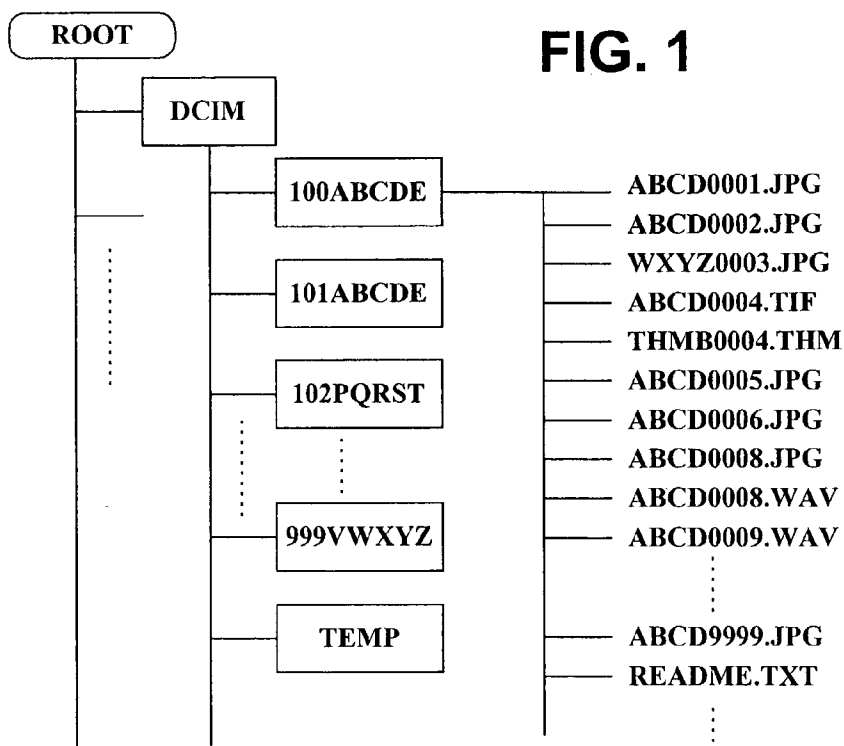 ROOT
FIG. 1
DCIM
100ABCDE
101ABCDE
102PQRST
999VWXYZ
TEMP
ABCD0001.JPG
ABCD0002.JPG
WXYZ0003.JPG
ABCD0004.TIF
THMB0004.THM
ABCD0005.JPG
ABCD0006.JPG
ABCD0008.JPG
ABCD0008.WAV
ABCD0009.WAV
ABCD9999.JPG
README.TXT